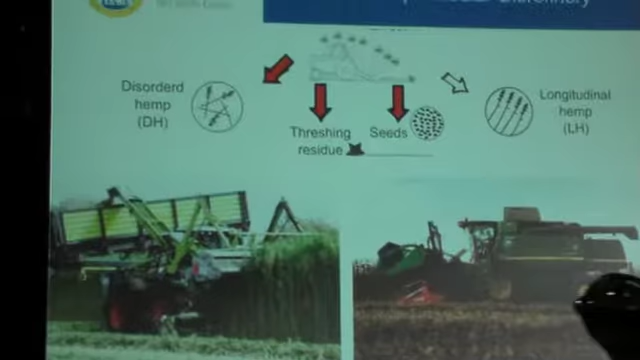 Disorderd
hemp
(DH)
Threshing
residue
Seeds
Longitudinal
hemp
(LH)